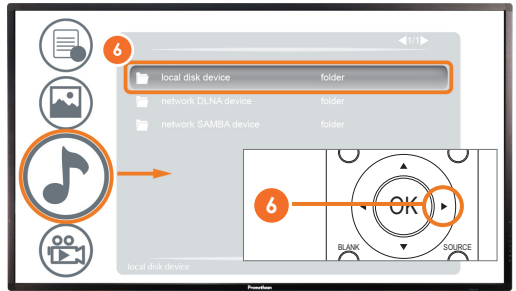 6
◀1/1▶
local disk device folder
network DLNA device folder
network SAMBA device folder
6
OK
BLANK SOURCE
local disk device
Promethean